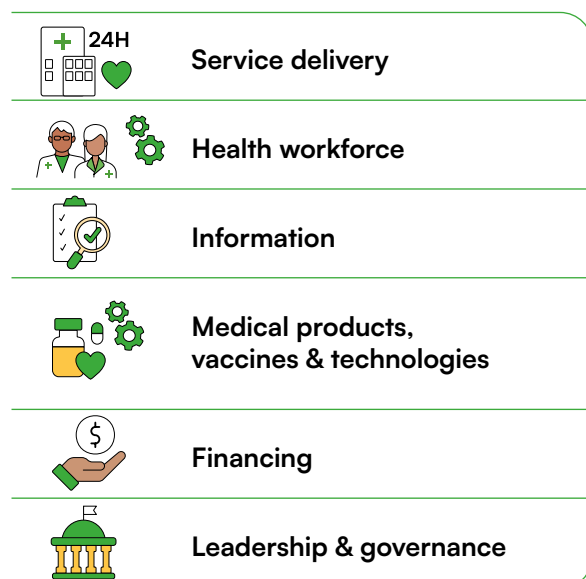 24H
Service delivery
Health workforce
Information
Medical products,
vaccines & technologies
$
Financing
Leadership & governance